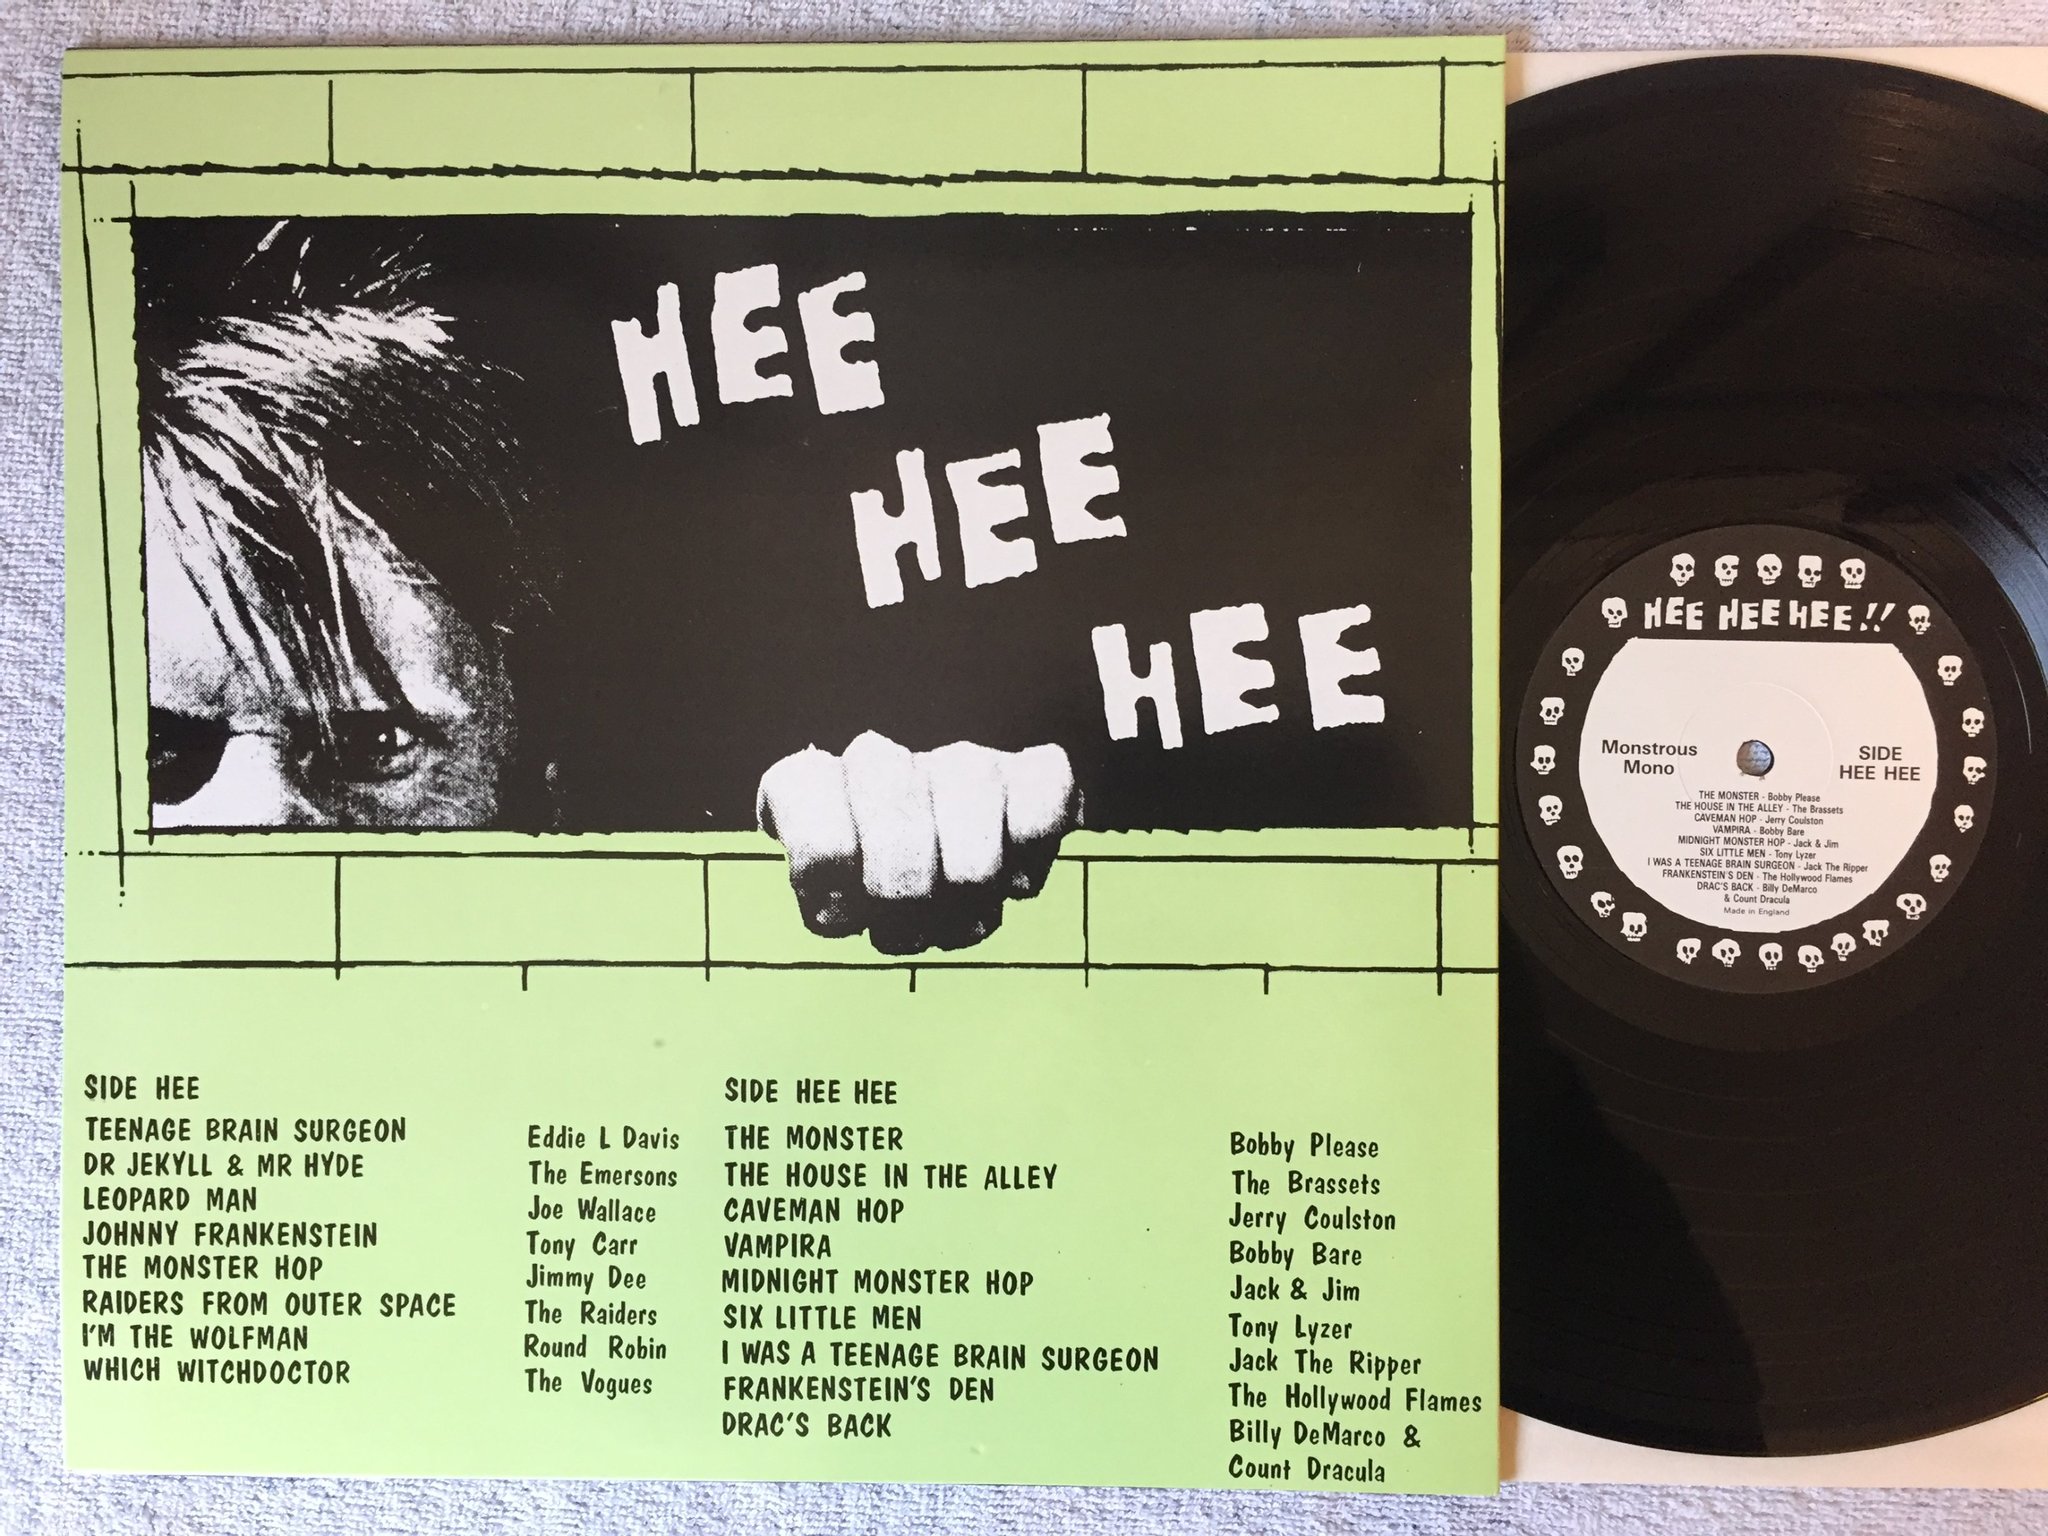 HEE
HEE
HEE
SIDE HEE
TEENAGE BRAIN SURGEON Eddie L Davis
DR JEKYLL & MR HYDE The Emersons
LEOPARD MAN Joe Wallace
JOHNNY FRANKENSTEIN Tony Carr
THE MONSTER HOP Jimmy Dee
RAIDERS FROM OUTER SPACE The Raiders
I'M THE WOLFMAN Round Robin
WHICH WITCHDOCTOR The Vogues
SIDE HEE HEE
THE MONSTER Bobby Please
THE HOUSE IN THE ALLEY The Brassets
CAVEMAN HOP Jerry Coulston
VAMPIRA Bobby Bare
MIDNIGHT MONSTER HOP Jack & Jim
SIX LITTLE MEN Tony Lyzer
I WAS A TEENAGE BRAIN SURGEON Jack The Ripper
FRANKENSTEIN'S DEN The Hollywood Flames
DRAC'S BACK Billy DeMarco &
Count Dracula
HEE HEE HEE!!
Monstrous
Mono
SIDE
HEE HEE
THE MONSTER - Bobby Please
THE HOUSE IN THE ALLEY - The Brassets
CAVEMAN HOP - Jerry Coulston
VAMPIRA - Bobby Bare
MIDNIGHT MONSTER HOP - Jack & Jim
SIX LITTLE MEN - Tony Lyzer
I WAS A TEENAGE BRAIN SURGEON - Jack The Ripper
FRANKENSTEIN'S DEN - The Hollywood Flames
DRAC'S BACK - Billy DeMarco
& Count Dracula
Made in England